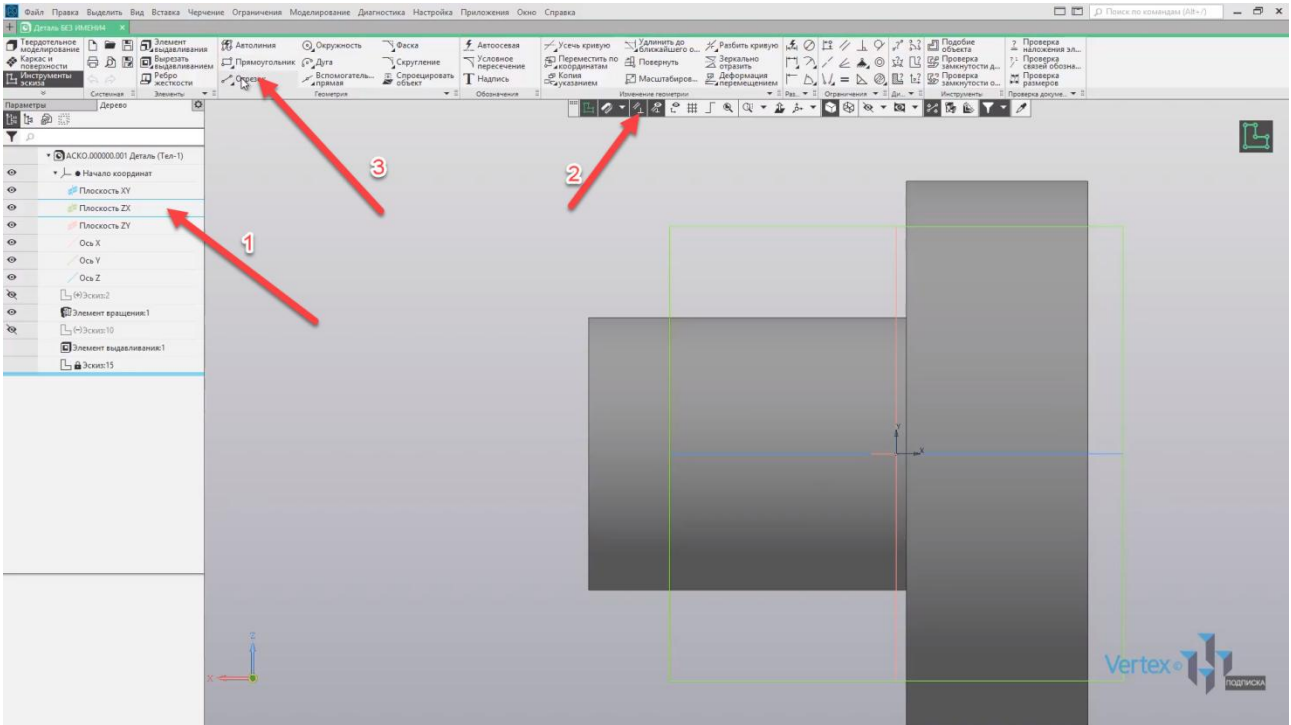 Файл Правка Выделить Вид Вставка Черчение Ограничения Моделирование Диагностика Настройка Приложения Окно Справка
Поиск по командам (Alt+/)
Деталь БЕЗ ИМЕНИ4
Твердотельное моделирование
Каркас и поверхности
Инструменты эскиза
Системная
Элемент выдавливания
Вырезать выдавливанием
Ребро жесткости
Элементы
Автолиния
Прямоугольник
Отрезок
Окружность
Дуга
Вспомогатель... прямая
Фаска
Скругление
Спроецировать объект
Геометрия
Автоосевая
Условное пересечение
Надпись
Обозначения
Усечь кривую
Переместить по координатам
Копия указанием
Удлинить до ближайшего о...
Повернуть
Масштабиров...
Разбить кривую
Зеркально отразить
Деформация перемещением
Изменение геометрии
Раз...
Ограничения
Ди...
Подобие объекта
Проверка замкнутости д...
Проверка замкнутости о...
Инструменты
Проверка наложения эл...
Проверка связей обозна...
Проверка размеров
Проверка докуме...
Параметры
Дерево
АСКО.000000.001 Деталь (Тел-1)
Начало координат
Плоскость XY
Плоскость ZX
Плоскость ZY
Ось X
Ось Y
Ось Z
(+)Эскиз:2
Элемент вращения:1
(-)Эскиз:10
Элемент выдавливания:1
Эскиз:15
1
2
3
Y
X
Z
X
Vertex
ПОДПИСКА